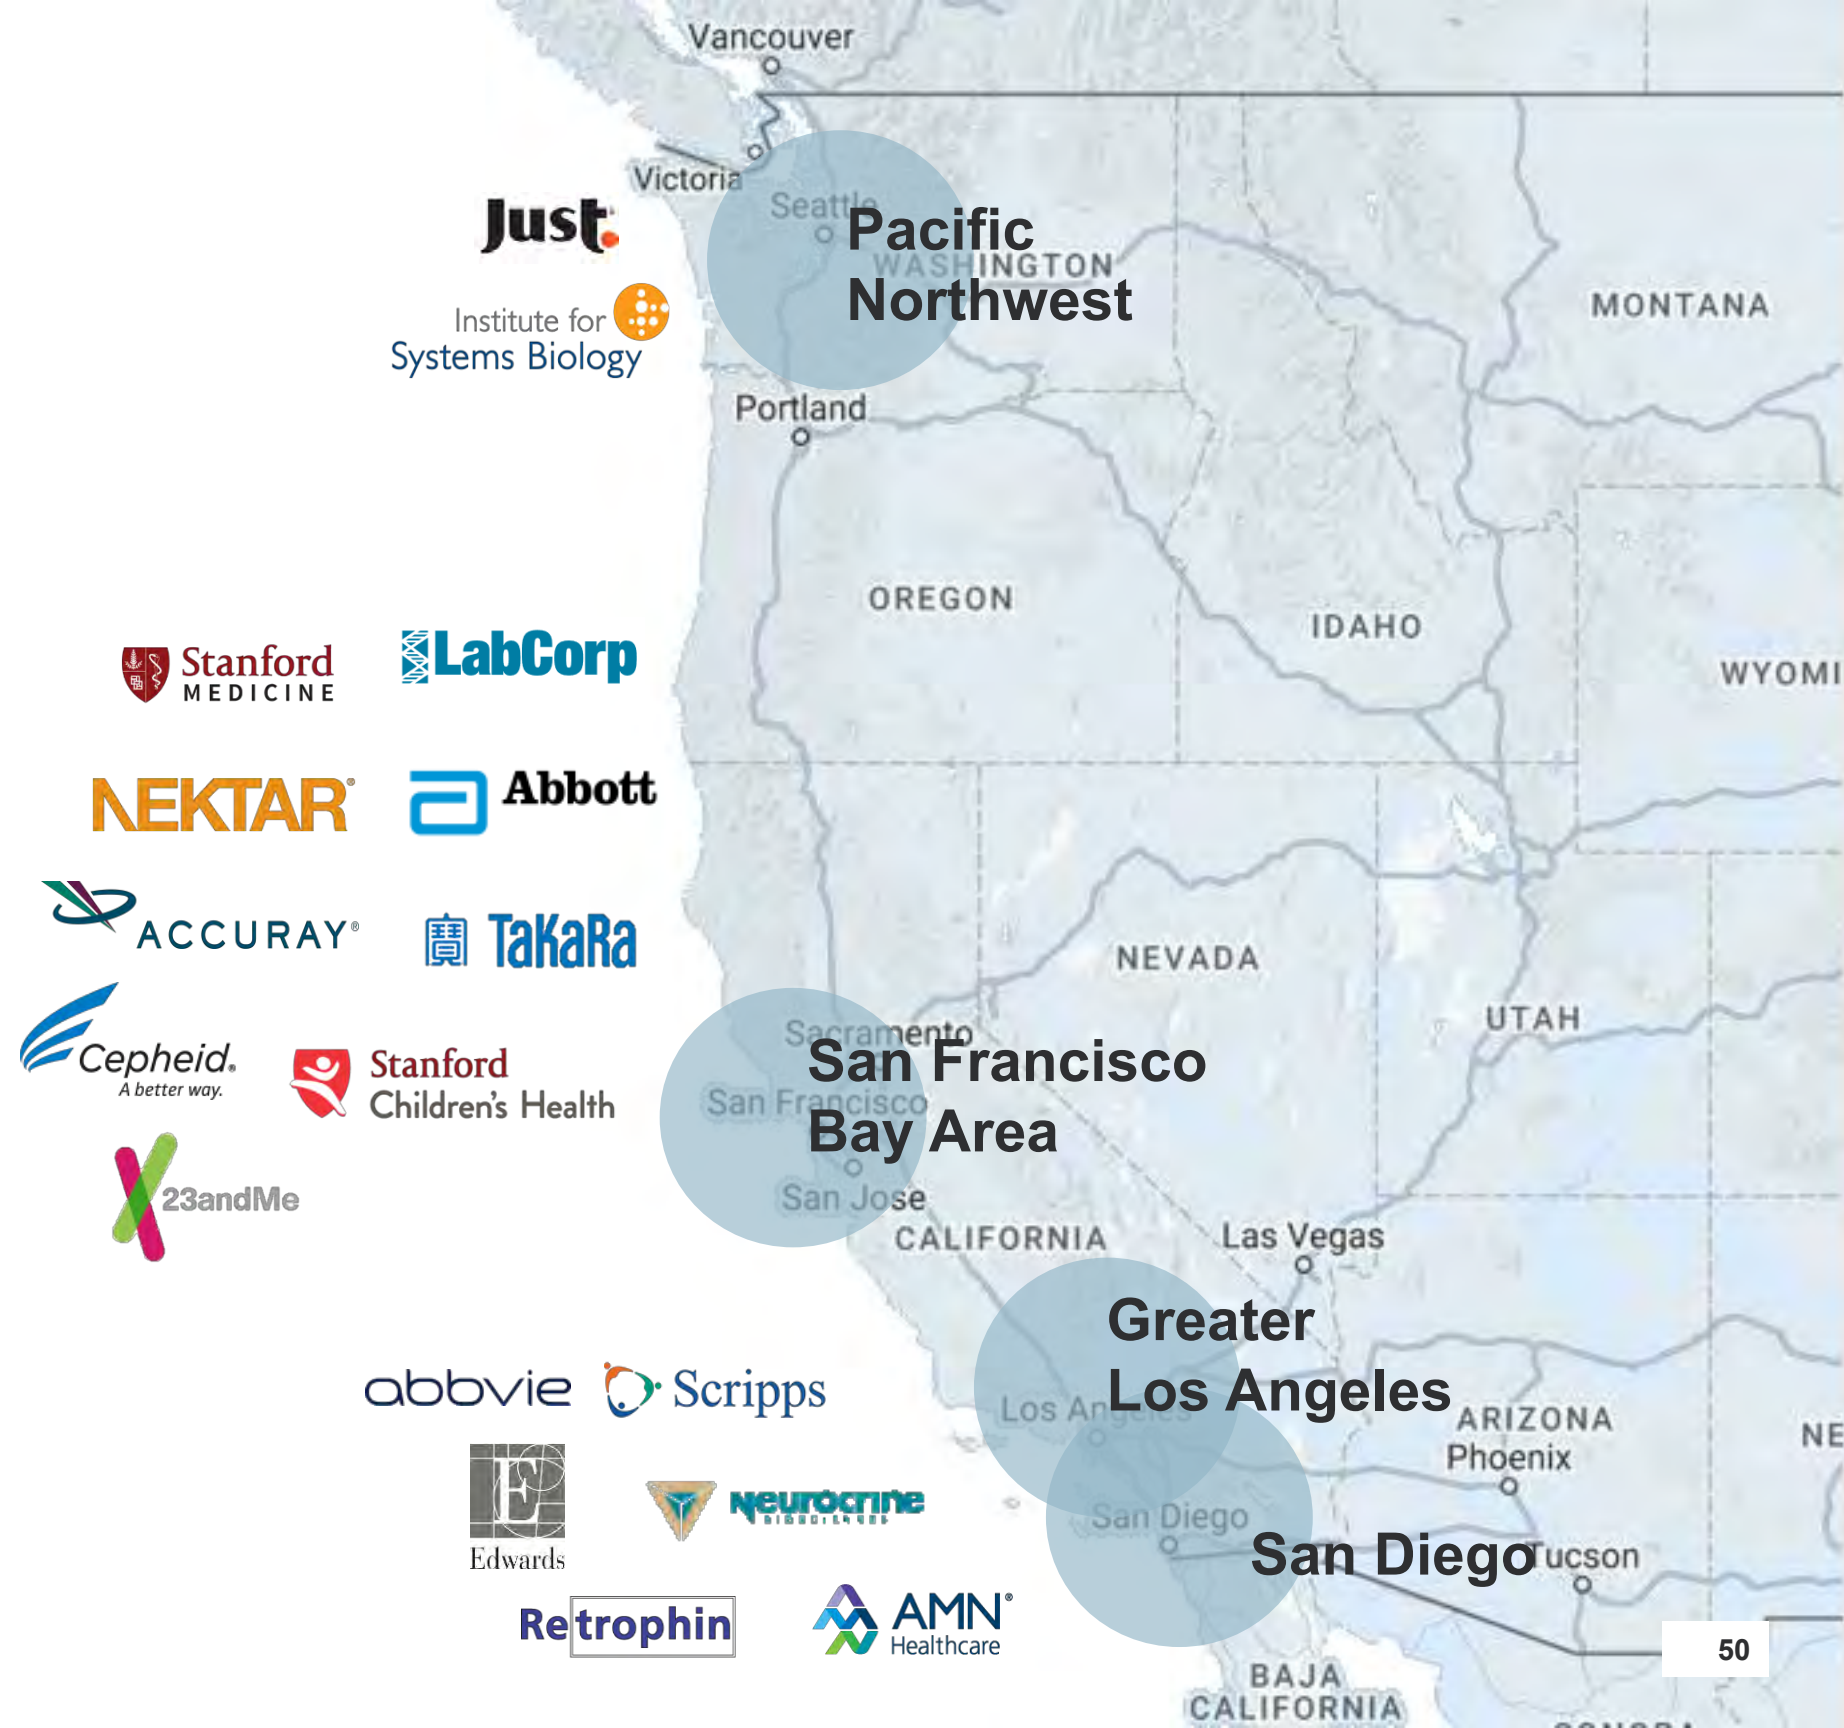 Vancouver
Victoria
Seattle
Just.
Pacific
WASHINGTON
Northwest
MONTANA
Institute for
Systems Biology
Portland
OREGON
IDAHO
WYOMI
Stanford
MEDICINE
LabCorp
NEKTAR®
Abbott
ACCURAY®
寶 TaKaRa
NEVADA
UTAH
Sacramento
San Francisco
Bay Area
San Francisco
Cepheid®
A better way.
Stanford
Children's Health
San Jose
23andMe
CALIFORNIA
Las Vegas
Greater
Los Angeles
Los Angeles
abbvie
Scripps
ARIZONA
NE
Phoenix
E
Edwards
NEUROCRINE
BIOSCIENCES
San Diego
San Diego
Tucson
Retrophin
AMN®
Healthcare
50
BAJA
CALIFORNIA